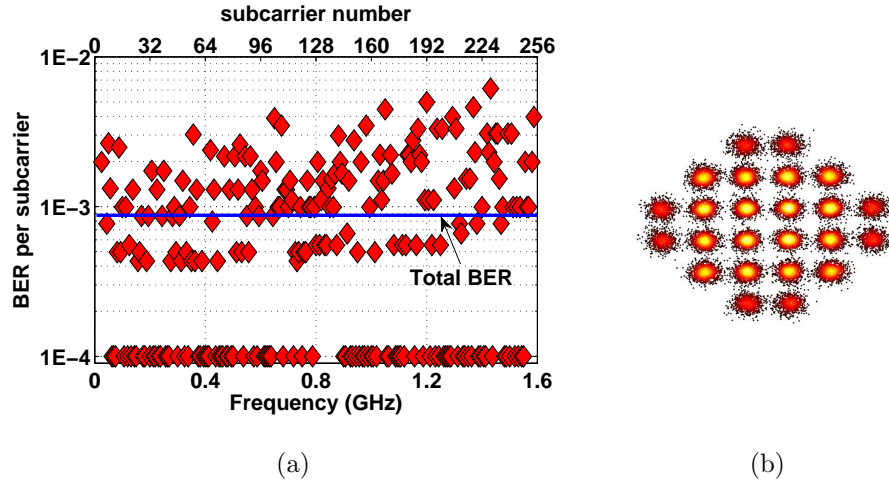 subcarrier number
0 32 64 96 128 160 192 224 256
1E-2
1E-3
1E-4
BER per subcarrier
Total BER
0 0.4 0.8 1.2 1.6
Frequency (GHz)
(a)
(b)